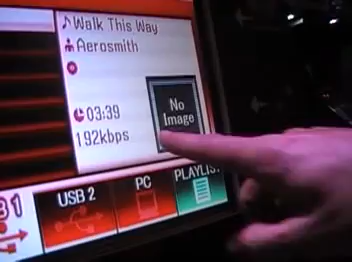 Walk This Way
Aerosmith
03:39
192kbps
No
Image
USB 2
PC
PLAYLIST